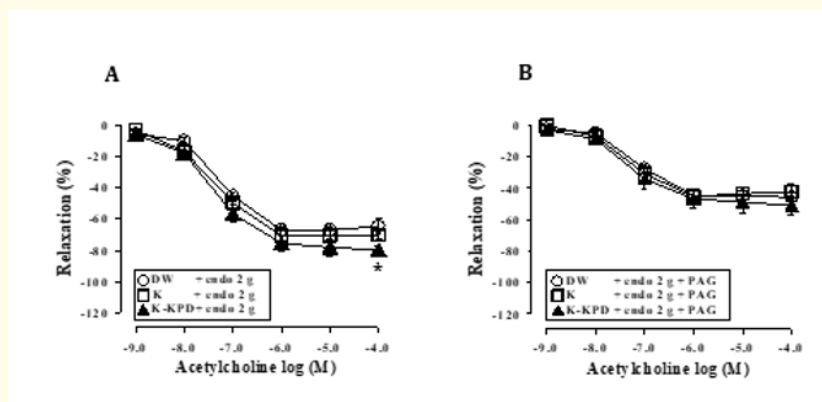 A
0
-20
-40
-60
-80
-100
-120
Relaxation (%)
*
DW + endo 2 g
K + endo 2 g
K-KPD + endo 2 g
-9.0 -8.0 -7.0 -6.0 -5.0 -4.0
Acetylcholine log (M)
B
0
-20
-40
-60
-80
-100
-120
Relaxation (%)
DW + endo 2 g + PAG
K + endo 2 g + PAG
K-KPD + endo 2 g + PAG
-9.0 -8.0 -7.0 -6.0 -5.0 -4.0
Acetylcholine log (M)